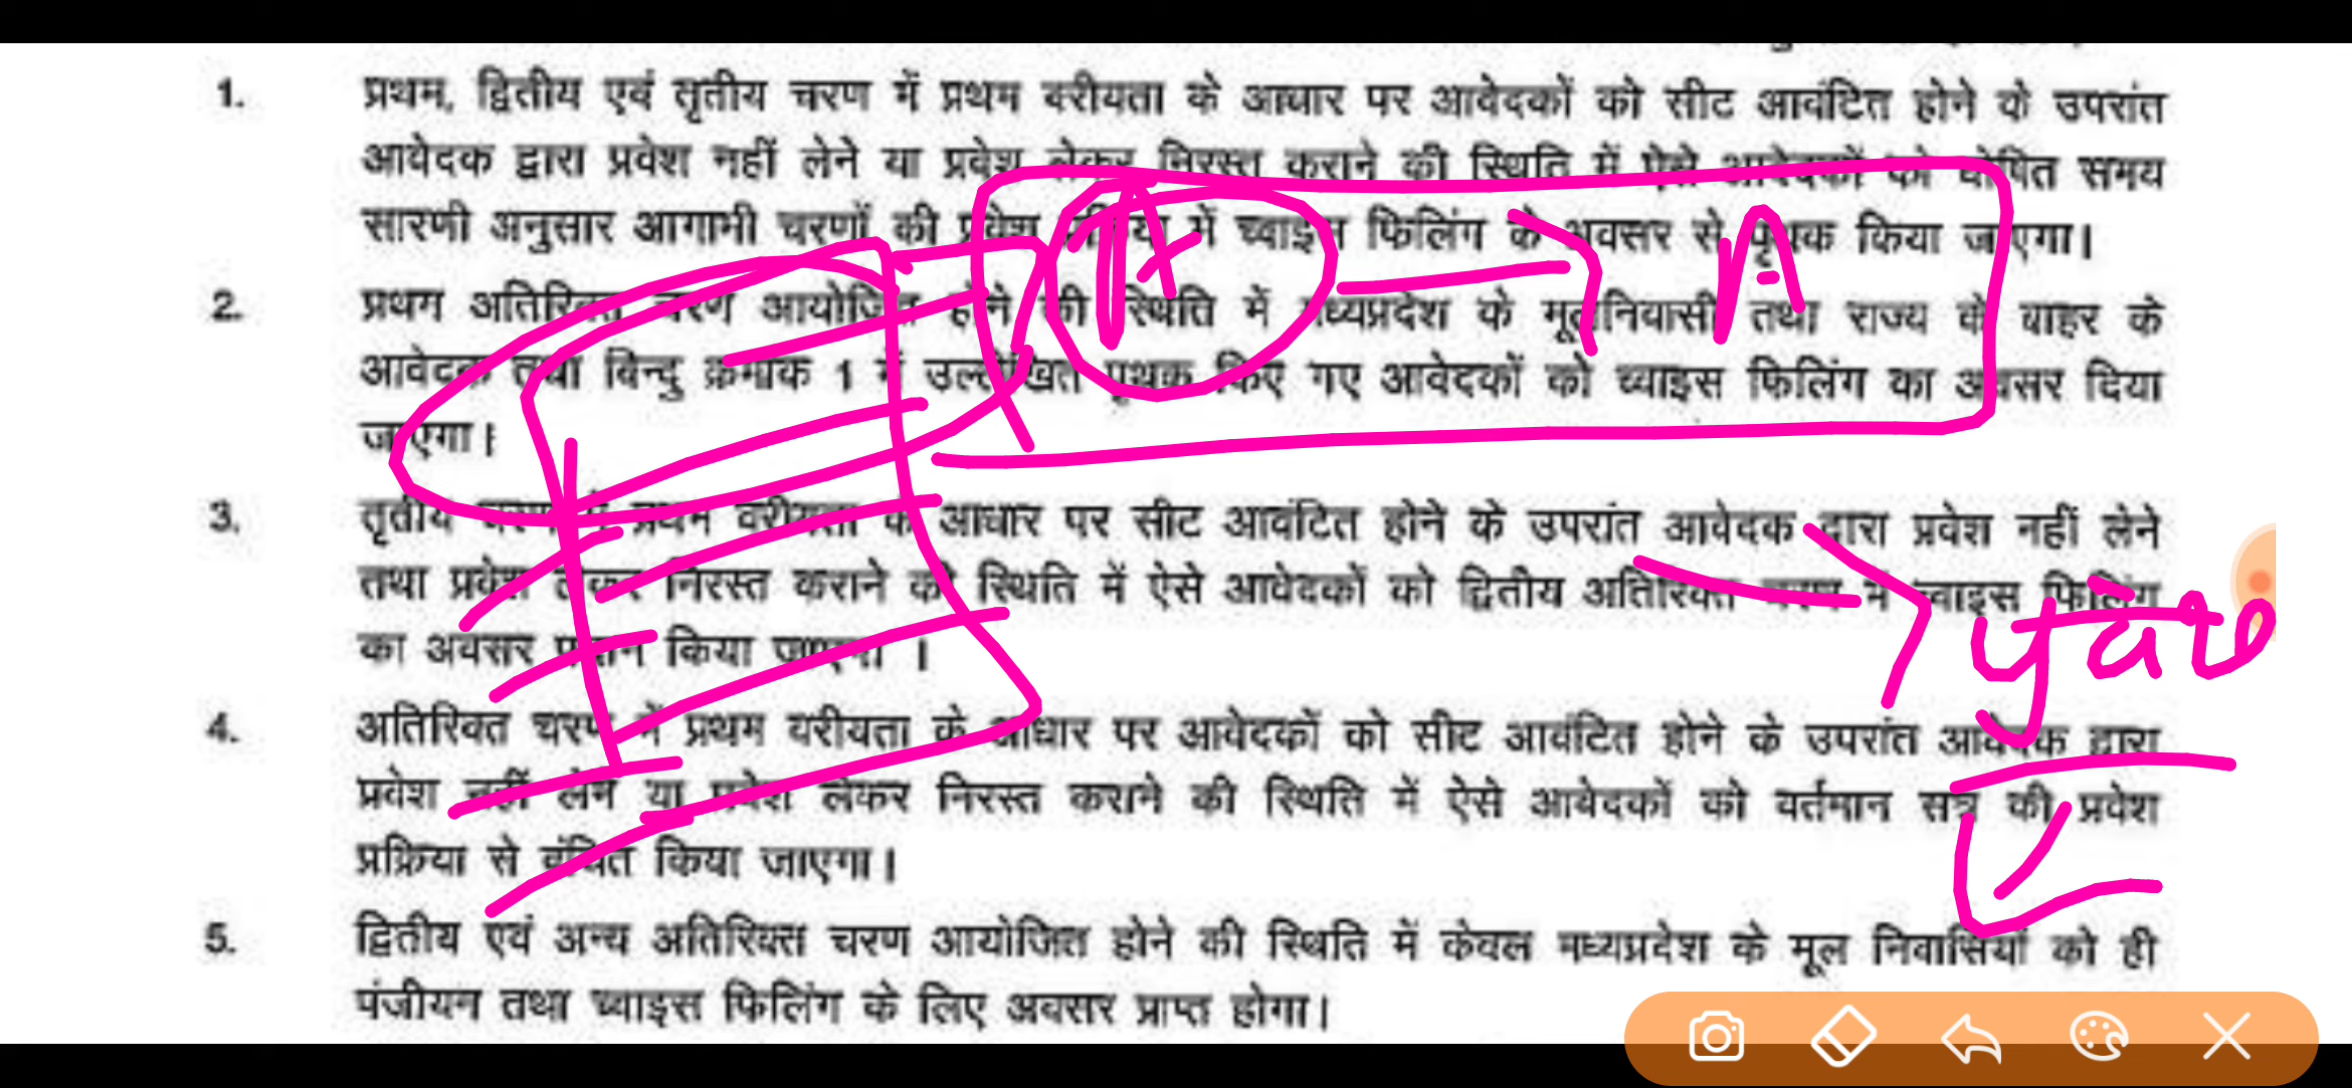 1. प्रथम, द्वितीय एवं तृतीय चरण में प्रथम वरीयता के आधार पर आवेदकों को सीट आवंटित होने के उपरांत
आवेदक द्वारा प्रवेश नहीं लेने या प्रवेश लेकर निरस्त कराने की स्थिति में ऐसे आवेदकों को घोषित समय
सारणी अनुसार आगामी चरणों की प्रवेश में च्वाइस फिलिंग के अवसर से पृथक किया जाएगा।
2. प्रथम अतिरिक्त चरण आयोजित होने की स्थिति में मध्यप्रदेश के मूलनिवासी तथा राज्य के बाहर के
आवेदक तथा बिन्दु क्रमांक 1 में उल्लेखित पृथक किए गए आवेदकों को च्वाइस फिलिंग का अवसर दिया
जाएगा।
3. तृतीय चरण में प्रथम वरीयता के आधार पर सीट आवंटित होने के उपरांत आवेदक द्वारा प्रवेश नहीं लेने
तथा प्रवेश लेकर निरस्त कराने की स्थिति में ऐसे आवेदकों को द्वितीय अतिरिक्त चरण में च्वाइस फिलिंग
का अवसर प्रदान किया जाएगा ।
4. अतिरिक्त चरण में प्रथम वरीयता के आधार पर आवेदकों को सीट आवंटित होने के उपरांत आवेदक द्वारा
प्रवेश नहीं लेने या प्रवेश लेकर निरस्त कराने की स्थिति में ऐसे आवेदकों को वर्तमान सत्र की प्रवेश
प्रक्रिया से वंचित किया जाएगा।
5. द्वितीय एवं अन्य अतिरिक्त चरण आयोजित होने की स्थिति में केवल मध्यप्रदेश के मूल निवासियों को ही
पंजीयन तथा च्वाइस फिलिंग के लिए अवसर प्राप्त होगा।